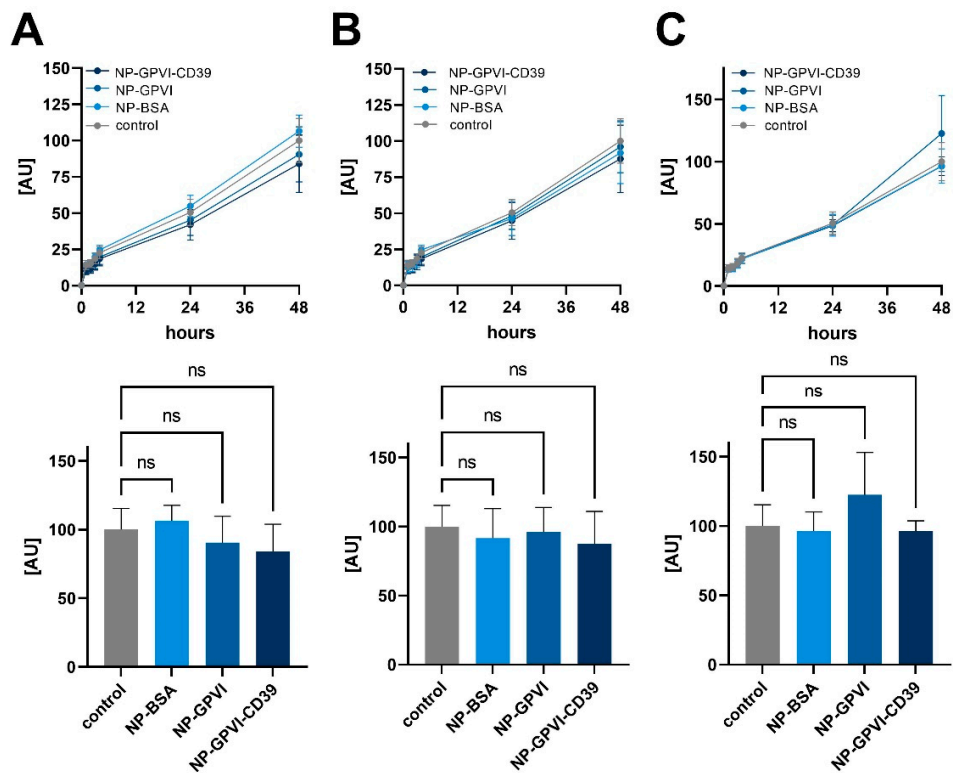 A
B
C
150
125
100
75
50
25
0
[AU]
NP-GPVI-CD39
NP-GPVI
NP-BSA
control
0
12
24
36
48
hours
150
125
100
75
50
25
0
[AU]
NP-GPVI-CD39
NP-GPVI
NP-BSA
control
0
12
24
36
48
hours
150
100
50
0
[AU]
NP-GPVI-CD39
NP-GPVI
NP-BSA
control
0
12
24
36
48
hours
ns
ns
ns
150
100
50
0
[AU]
control
NP-BSA
NP-GPVI
NP-GPVI-CD39
ns
ns
ns
150
100
50
0
[AU]
control
NP-BSA
NP-GPVI
NP-GPVI-CD39
ns
ns
ns
150
100
50
0
[AU]
control
NP-BSA
NP-GPVI
NP-GPVI-CD39